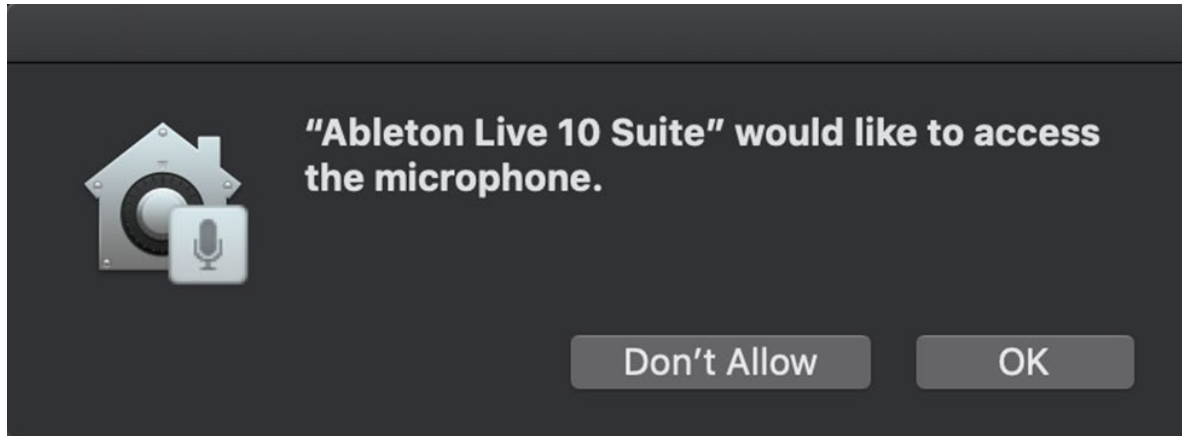 “Ableton Live 10 Suite” would like to access
the microphone.
Don’t Allow
OK